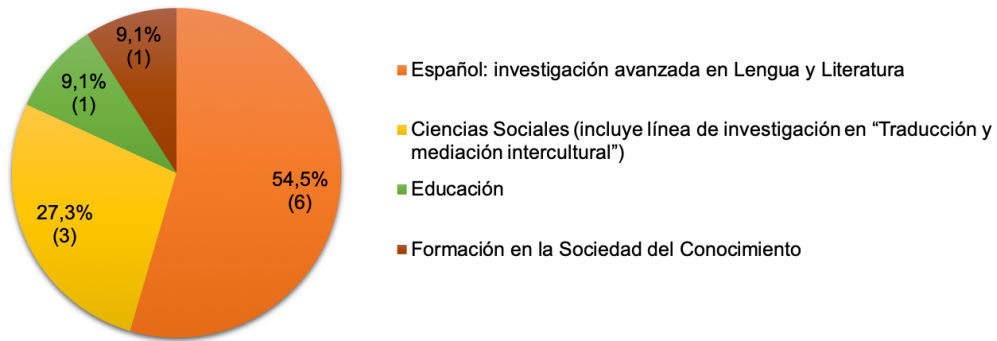 9,1%
(1)
9,1%
(1)
27,3%
(3)
54,5%
(6)
Español: investigación avanzada en Lengua y Literatura
Ciencias Sociales (incluye línea de investigación en “Traducción y
mediación intercultural”)
Educación
Formación en la Sociedad del Conocimiento